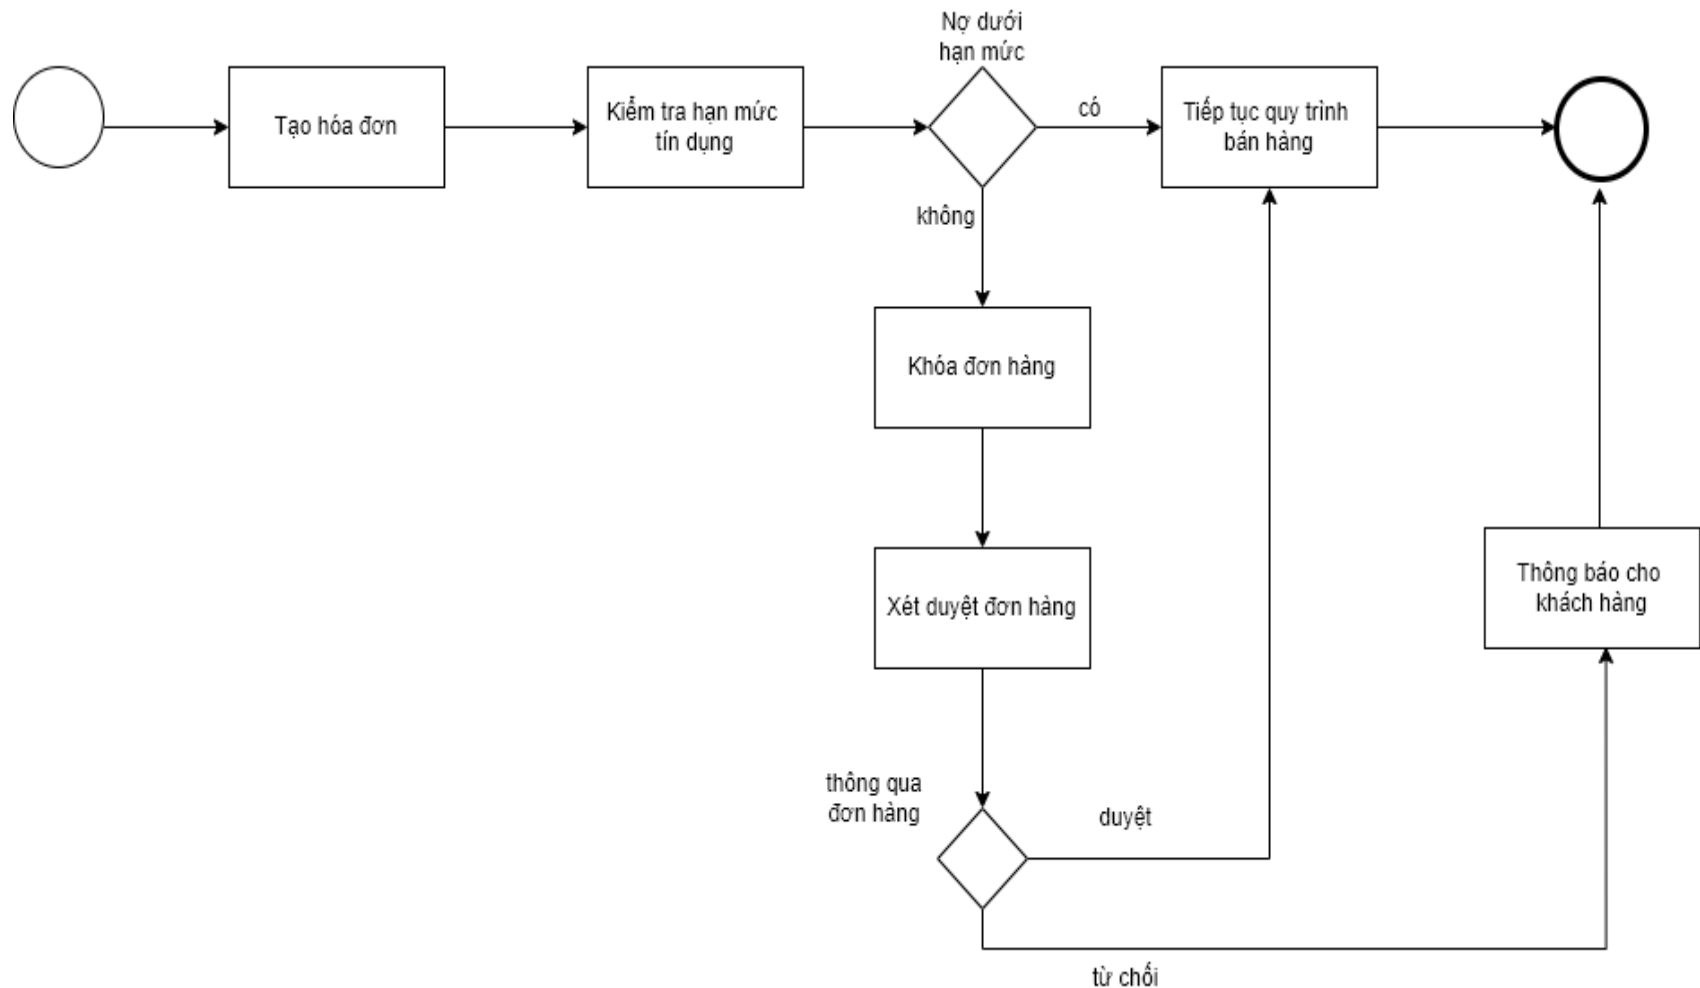 Nợ dưới
hạn mức
Tạo hóa đơn
Kiểm tra hạn mức
tín dụng
có
Tiếp tục quy trình
bán hàng
không
Khóa đơn hàng
Xét duyệt đơn hàng
Thông báo cho
khách hàng
thông qua
đơn hàng
duyệt
từ chối